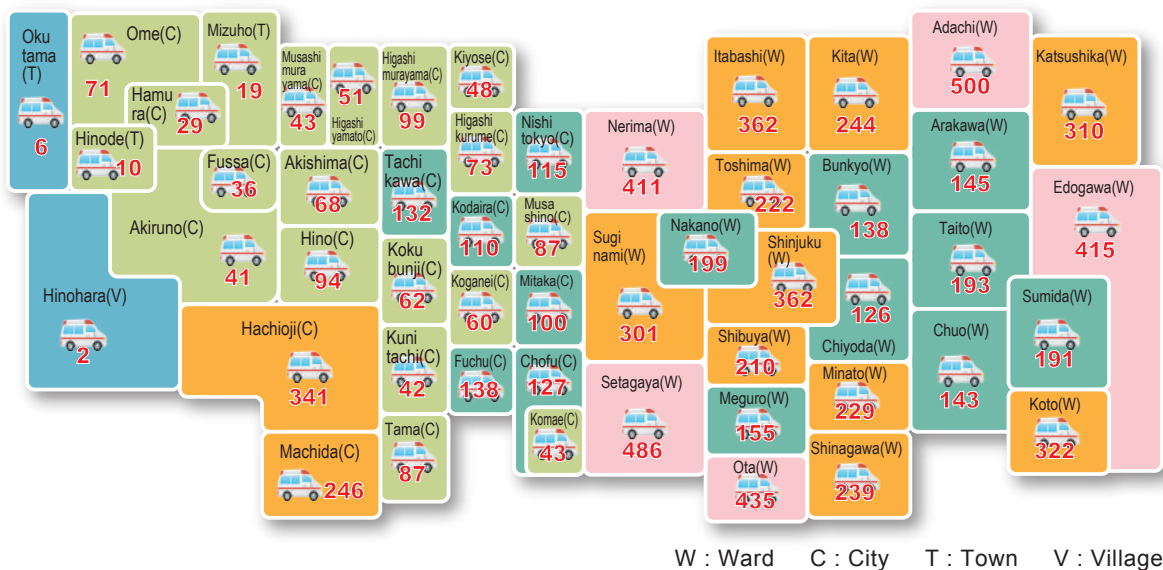 Oku
tama
(T)
6
Ome(C)
71
Mizuho(T)
19
Hamu
ra(C)
29
Hinode(T)
10
Fussa(C)
36
Akiruno(C)
41
Hinohara(V)
2
Musashi
mura
yama(C)
43
51
Higashi
yamato(C)
Higashi
murayama(C)
99
Kiyose(C)
48
Higashi
kurume(C)
73
Akishima(C)
68
Tachi
kawa(C)
132
Hino(C)
94
Koku
bunji(C)
62
Kodaira(C)
110
Koganei(C)
60
Hachioji(C)
341
Kuni
tachi(C)
42
Fuchu(C)
138
Machida(C)
246
Tama(C)
87
Nishi
tokyo(C)
115
Musa
shino(C)
87
Mitaka(C)
100
Chofu(C)
127
Komae(C)
43
Nerima(W)
411
Sugi
nami(W)
301
Setagaya(W)
486
Itabashi(W)
362
Toshima(W)
222
Nakano(W)
199
Shinjuku
(W)
362
Shibuya(W)
210
Meguro(W)
155
Ota(W)
435
Kita(W)
244
Bunkyo(W)
138
126
Chiyoda(W)
Minato(W)
229
Shinagawa(W)
239
Adachi(W)
500
Arakawa(W)
145
Taito(W)
193
Chuo(W)
143
Katsushika(W)
310
Edogawa(W)
415
Sumida(W)
191
Koto(W)
322
W : Ward C : City T : Town V : Village